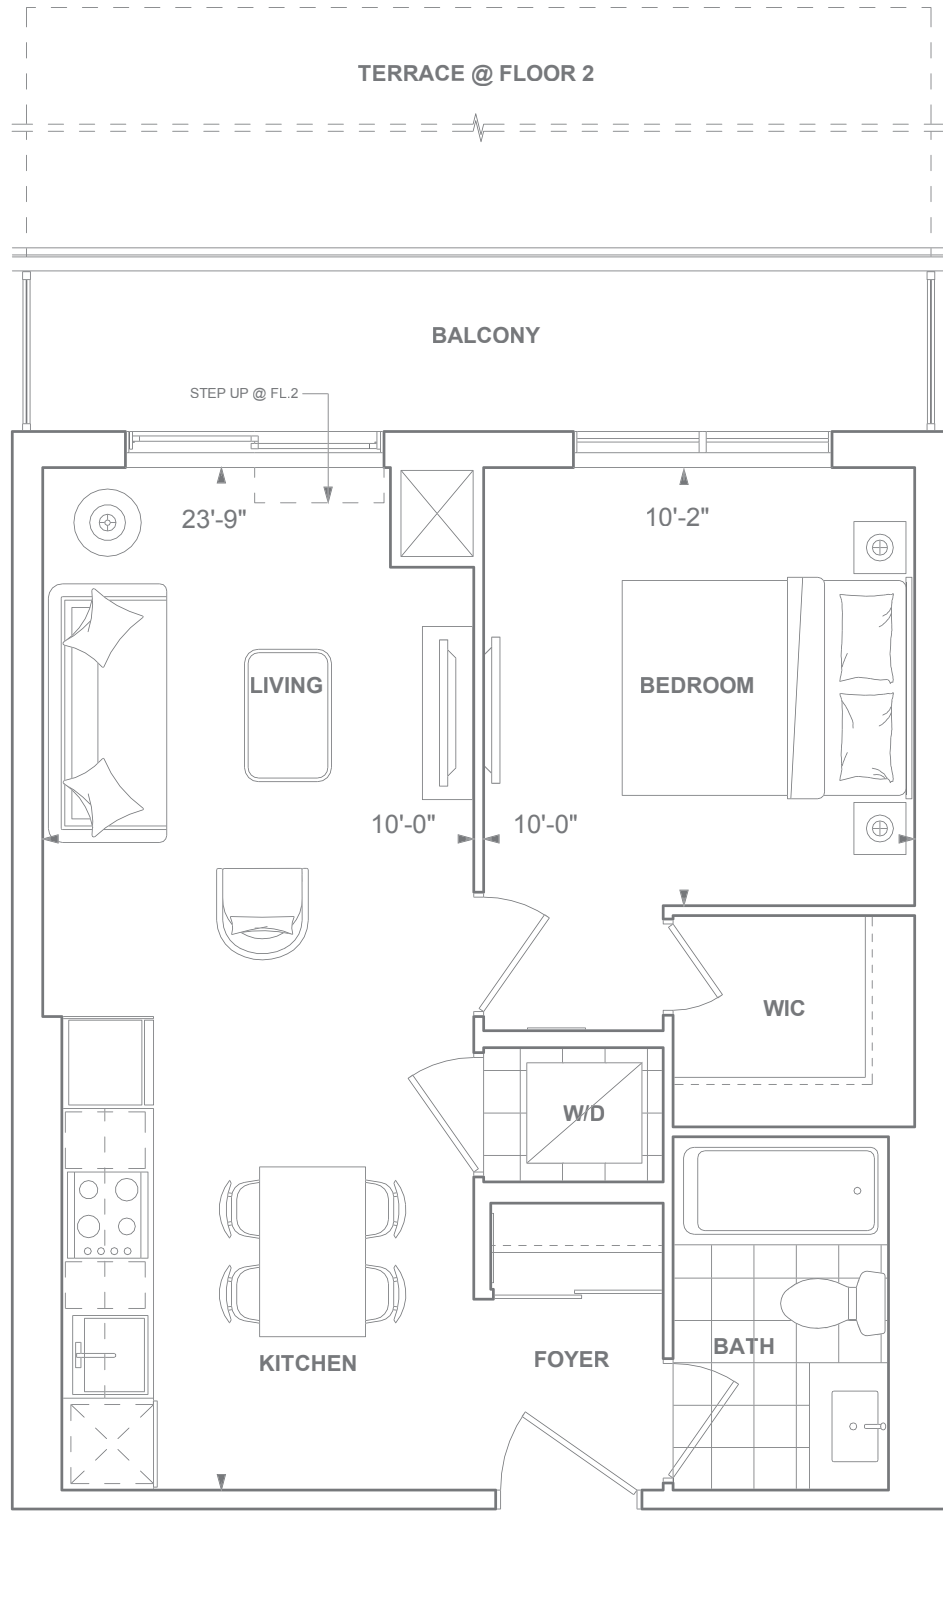 TERRACE @ FLOOR 2
BALCONY
STEP UP @ FL.2
23'-9"
10'-2"
LIVING
BEDROOM
10'-0"
10'-0"
WIC
W/D
BATH
FOYER
KITCHEN